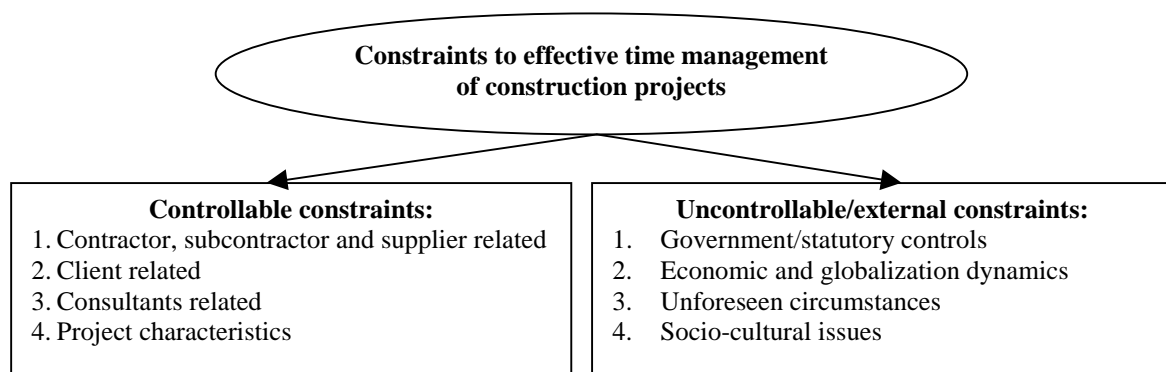 Constraints to effective time management
of construction projects
Controllable constraints:
1. Contractor, subcontractor and supplier related
2. Client related
3. Consultants related
4. Project characteristics
Uncontrollable/external constraints:
1. Government/statutory controls
2. Economic and globalization dynamics
3. Unforeseen circumstances
4. Socio-cultural issues